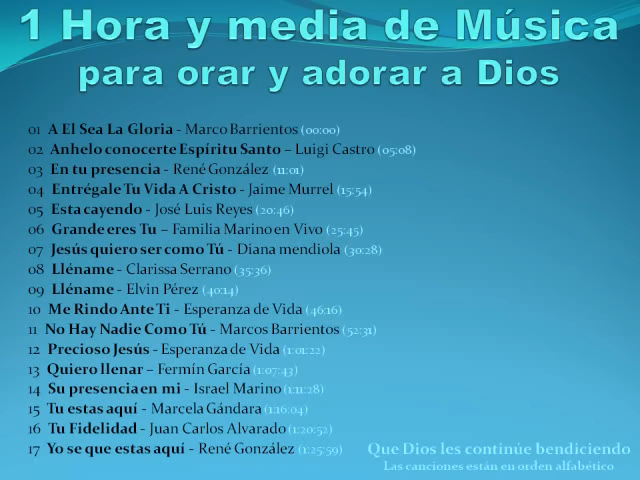 1 Hora y media de Música
para orar y adorar a Dios
01 A El Sea La Gloria - Marco Barrientos (00:00)
02 Anhelo conocerte Espíritu Santo – Luigi Castro (05:08)
03 En tu presencia - René González (11:01)
04 Entrégale Tu Vida A Cristo - Jaime Murrel (15:54)
05 Esta cayendo - José Luis Reyes (20:46)
06 Grande eres Tu – Familia Marino en Vivo (25:45)
07 Jesús quiero ser como Tú - Diana mendiola (30:28)
08 Lléname - Clarissa Serrano (35:36)
09 Lléname - Elvin Pérez (40:14)
10 Me Rindo Ante Ti - Esperanza de Vida (46:16)
11 No Hay Nadie Como Tú - Marcos Barrientos (52:31)
12 Precioso Jesús - Esperanza de Vida (1:01:22)
13 Quiero llenar – Fermín García (1:07:43)
14 Su presencia en mi - Israel Marino (1:11:28)
15 Tu estas aquí – Marcela Gándara (1:16:04)
16 Tu Fidelidad - Juan Carlos Alvarado (1:20:52)
17 Yo se que estas aquí - René González (1:25:59)
Que Dios les continúe bendiciendo
Las canciones están en orden alfabético